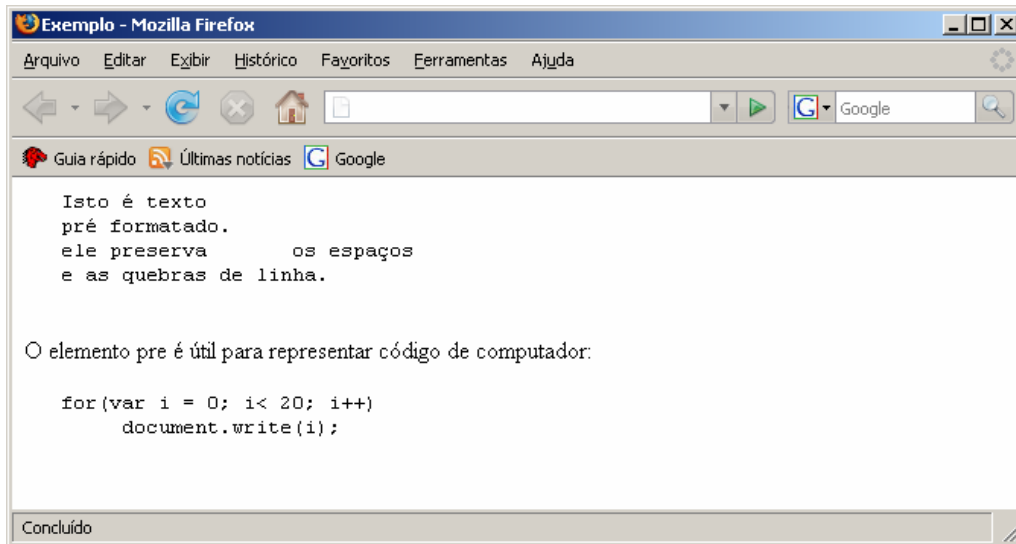 Exemplo - Mozilla Firefox
Arquivo Editar Exibir Histórico Favoritos Ferramentas Ajuda
G Google
Guia rápido Últimas notícias G Google
Isto é texto
pré formatado.
ele preserva       os espaços
e as quebras de linha.
O elemento pre é útil para representar código de computador:
for(var i = 0; i< 20; i++)
     document.write(i);
Concluído